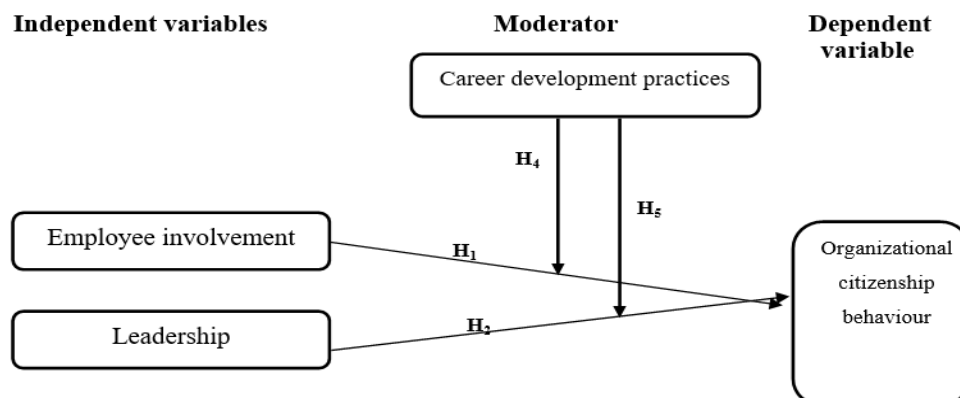 Independent variables
Moderator
Dependent
variable
Career development practices
H4
H5
Employee involvement
H1
Organizational
citizenship
behaviour
Leadership
H2